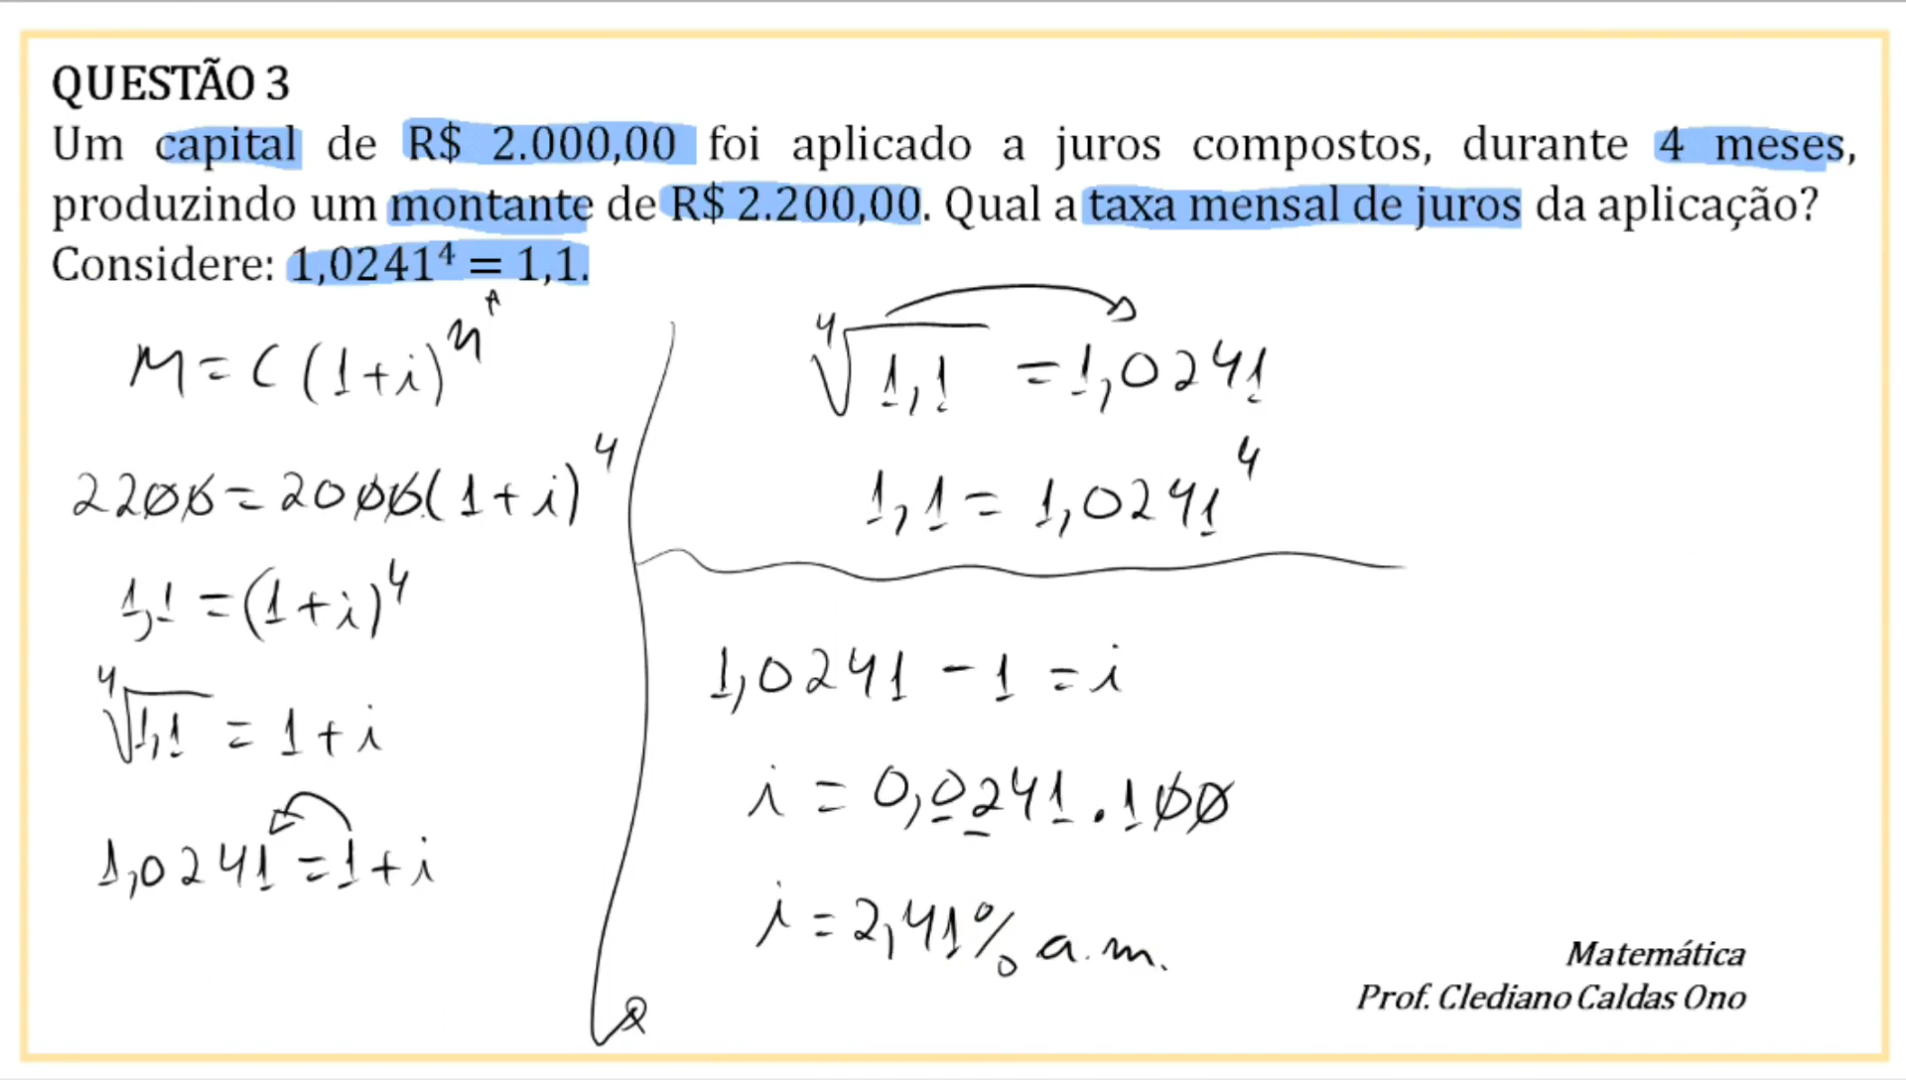 QUESTÃO 3
Um capital de R$ 2.000,00 foi aplicado a juros compostos, durante 4 meses,
produzindo um montante de R$ 2.200,00. Qual a taxa mensal de juros da aplicação?
Considere: 1,0241⁴ = 1,1.
M = C (1+i)ⁿ
2200 = 2000 (1+i)⁴
1,1 = (1+i)⁴
⁴√1,1 = 1+i
1,0241 = 1+i
⁴√1,1 = 1,0241
1,1 = 1,0241⁴
1,0241 - 1 = i
i = 0,0241 . 100
i = 2,41% a.m.
Matemática
Prof. Clediano Caldas Ono